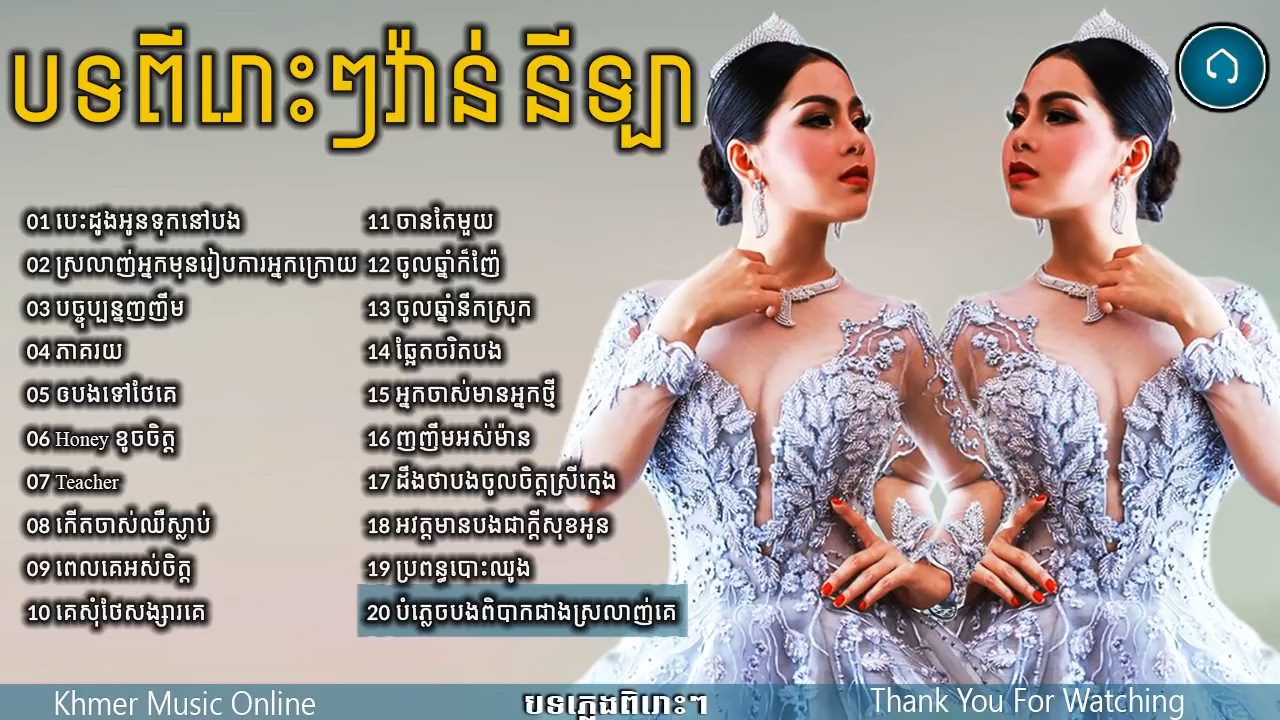 បទពីរោះៗវ៉ាន់ នីឡា
01 បេះដូងអូនទុកនៅបង
02 ស្រលាញ់អ្នកមុនរៀបការអ្នកក្រោយ
03 បច្ចុប្បន្នញញឹម
04 ភាគរយ
05 ឲបងទៅថែគេ
06 Honey ខូចចិត្ត
07 Teacher
08 កើតចាស់ឈឺស្លាប់
09 ពេលគេអស់ចិត្ត
10 គេសុំថែសង្សារគេ
11 ចានតែមួយ
12 ចូលឆ្នាំក៏ញ៉ែ
13 ចូលឆ្នាំនឹកស្រុក
14 ឆ្អែតចរិតបង
15 អ្នកចាស់មានអ្នកថ្មី
16 ញញឹមអស់ម៉ាន
17 ដឹងថាបងចូលចិត្តស្រីក្មេង
18 អវត្តមានបងជាក្តីសុខអូន
19 ប្រពន្ធបោះឈូង
20 បំភ្លេចបងពិបាកជាងស្រលាញ់គេ
Khmer Music Online
បទភ្លេងពិរោះៗ
Thank You For Watching